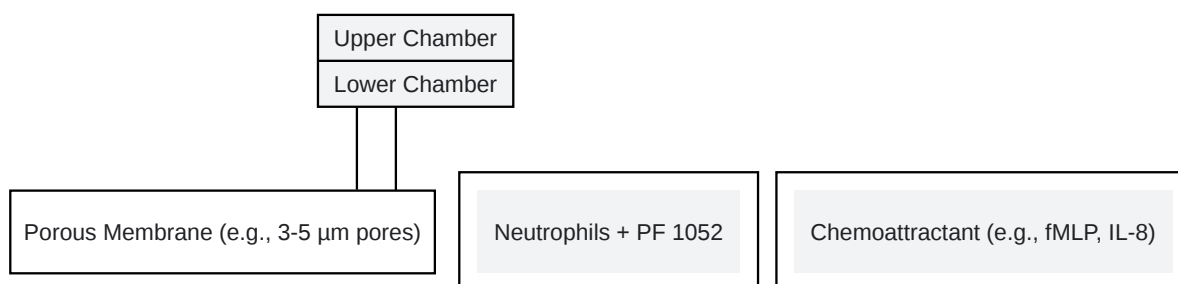 Upper Chamber
Lower Chamber
Porous Membrane (e.g., 3-5 µm pores)
Neutrophils + PF 1052
Chemoattractant (e.g., fMLP, IL-8)